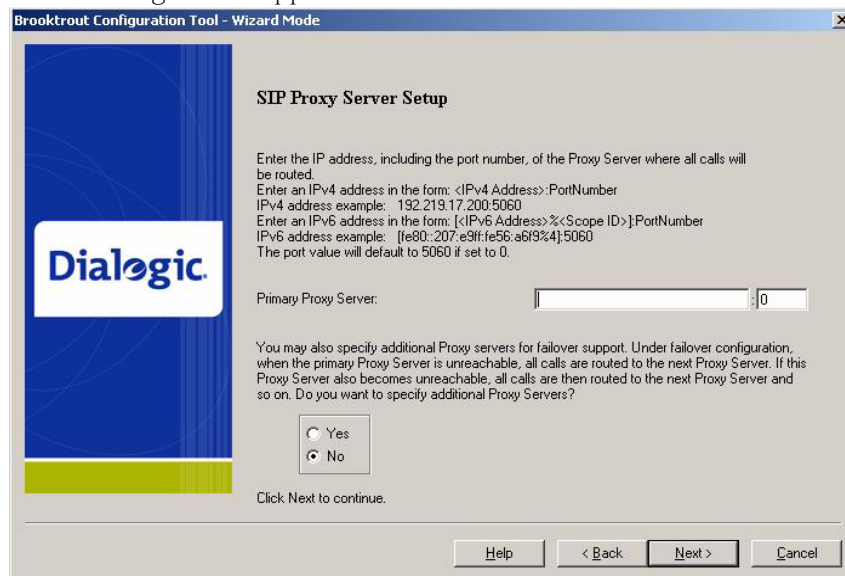 Brooktrout Configuration Tool - Wizard Mode
SIP Proxy Server Setup
Enter the IP address, including the port number, of the Proxy Server where all calls will
be routed.
Enter an IPv4 address in the form: <IPv4 Address>:PortNumber
IPv4 address example: 192.219.17.200:5060
Enter an IPv6 address in the form: [<IPv6 Address>%<Scope ID>]:PortNumber
IPv6 address example: [fe80::207:e9ff:fe56:a6f9%4]:5060
The port value will default to 5060 if set to 0.
Dialogic.
Primary Proxy Server: : 0
You may also specify additional Proxy servers for failover support. Under failover configuration,
when the primary Proxy Server is unreachable, all calls are routed to the next Proxy Server. If this
Proxy Server also becomes unreachable, all calls are then routed to the next Proxy Server and
so on. Do you want to specify additional Proxy Servers?
Yes
No
Click Next to continue.
Help < Back Next > Cancel